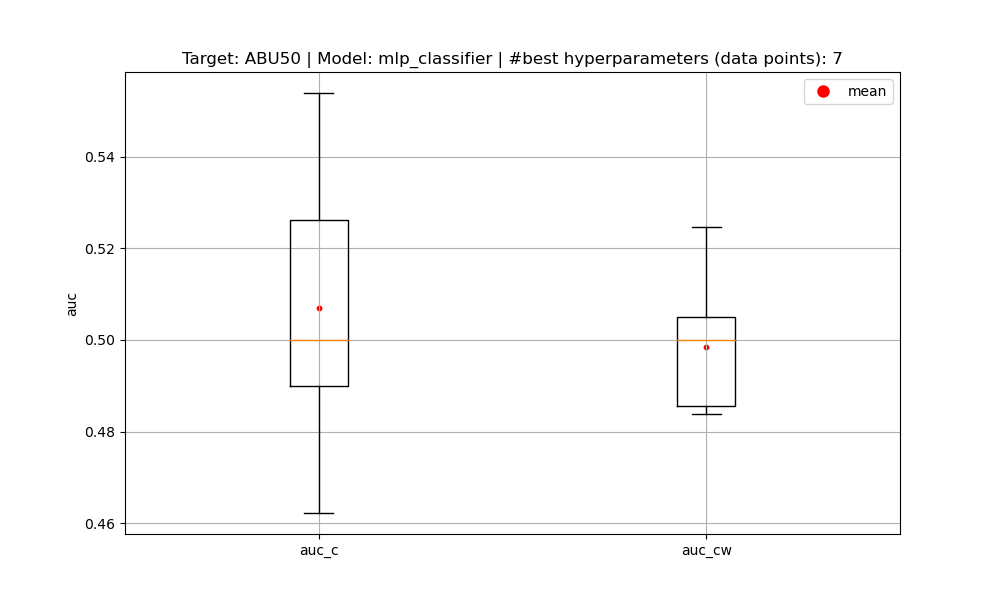 Target: ABU50 | Model: mlp_classifier | #best hyperparameters (data points): 7
mean
0.54
0.52
0.50
0.48
0.46
auc
auc_c
auc_cw